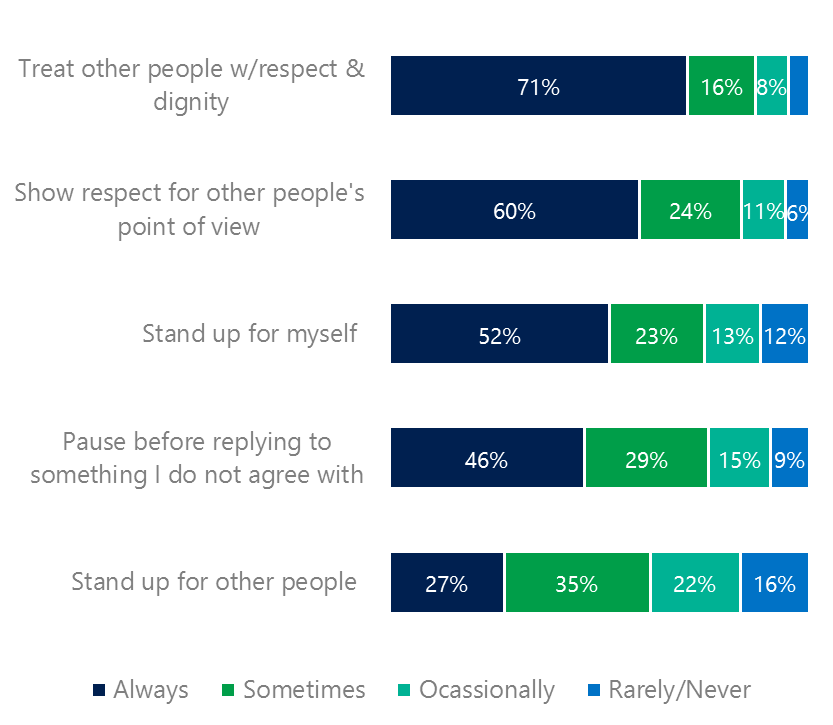 Treat other people w/respect &
dignity
71% 16% 8%
Show respect for other people's
point of view
60% 24% 11% 6%
Stand up for myself
52% 23% 13% 12%
Pause before replying to
something I do not agree with
46% 29% 15% 9%
Stand up for other people
27% 35% 22% 16%
Always Sometimes Ocassionally Rarely/Never